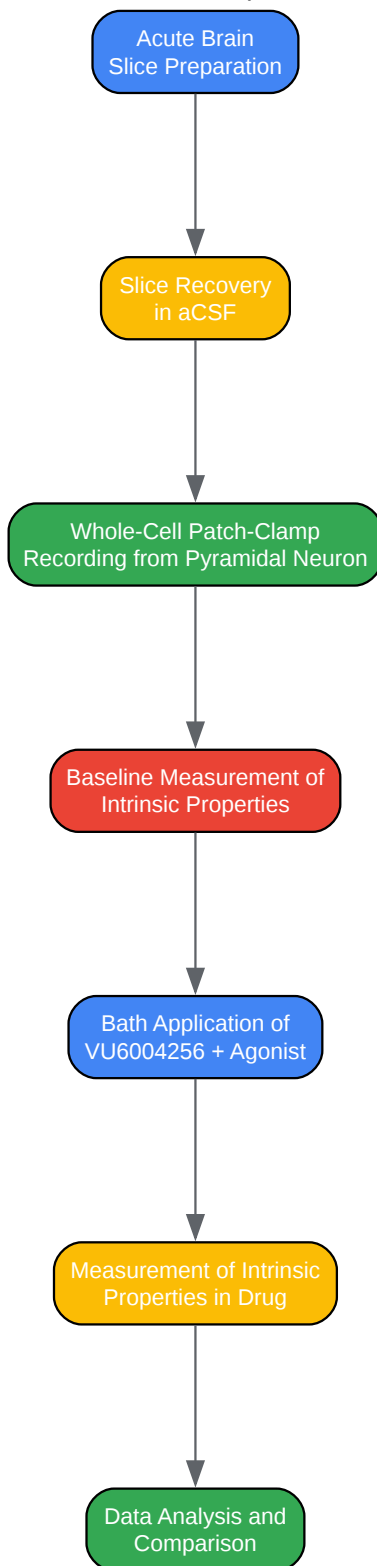 Acute Brain
Slice Preparation
Slice Recovery
in aCSF
Whole-Cell Patch-Clamp
Recording from Pyramidal Neuron
Baseline Measurement of
Intrinsic Properties
Bath Application of
VU6004256 + Agonist
Measurement of Intrinsic
Properties in Drug
Data Analysis and
Comparison